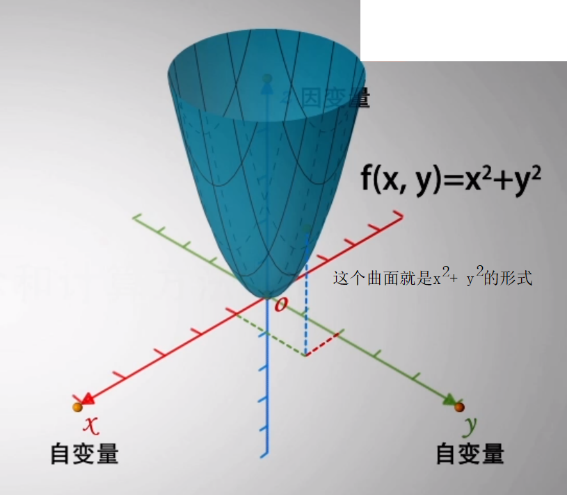 z 因变量
f(x, y)=x²+y²
这个曲面就是x²+ y²的形式
o
x
y
自变量
自变量